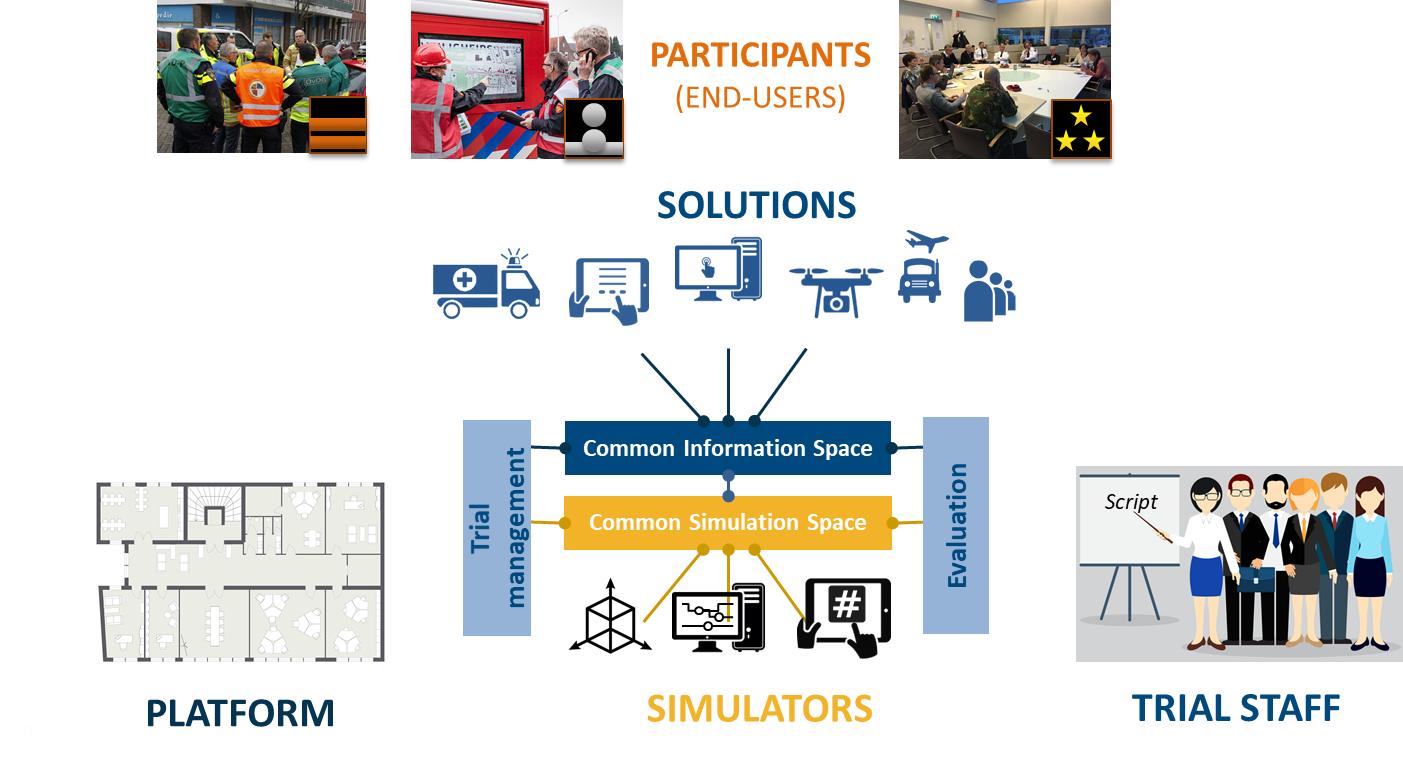 PARTICIPANTS
(END-USERS)
SOLUTIONS
Common Information Space
Common Simulation Space
Trial
management
Evaluation
Script
#
PLATFORM
SIMULATORS
TRIAL STAFF